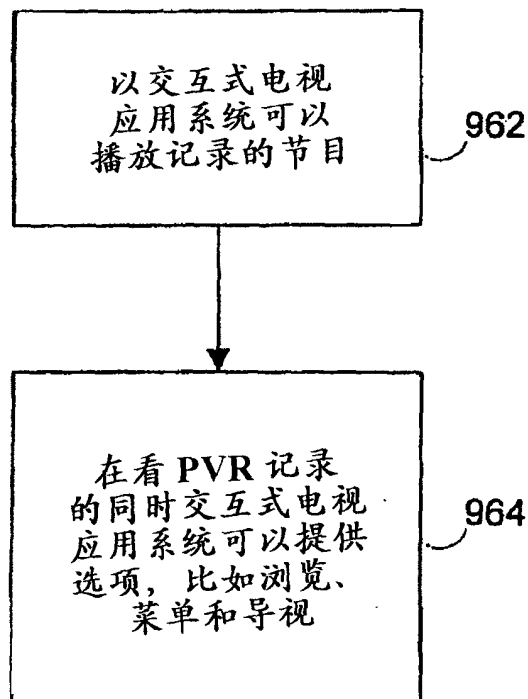 以交互式电视
应用系统可以
播放记录的节目
962
在看 PVR 记录
的同时交互式电视
应用系统可以提供
选项，比如浏览、
菜单和导视
964